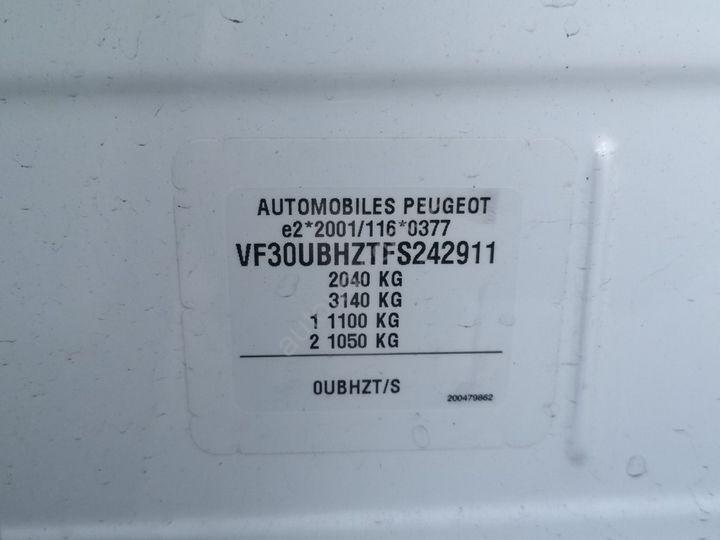 AUTOMOBILES PEUGEOT
e2*2001/116*0377
VF30UBHZTFS242911
2040 KG
3140 KG
1 1100 KG
2 1050 KG
0UBHZT/S
200479862